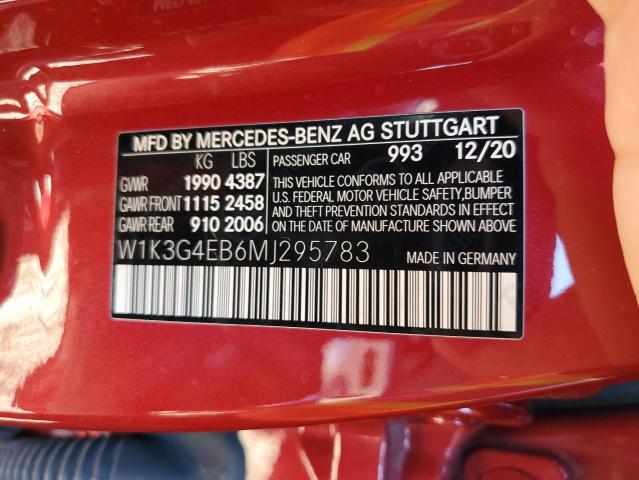 MFD BY MERCEDES-BENZ AG STUTTGART
KG LBS
PASSENGER CAR 993 12/20
GVWR 1990 4387
GAWR FRONT 1115 2458
GAWR REAR 910 2006
THIS VEHICLE CONFORMS TO ALL APPLICABLE
U.S. FEDERAL MOTOR VEHICLE SAFETY,BUMPER
AND THEFT PREVENTION STANDARDS IN EFFECT
ON THE DATE OF MANUFACTURE SHOWN ABOVE
W1K3G4EB6MJ295783
MADE IN GERMANY